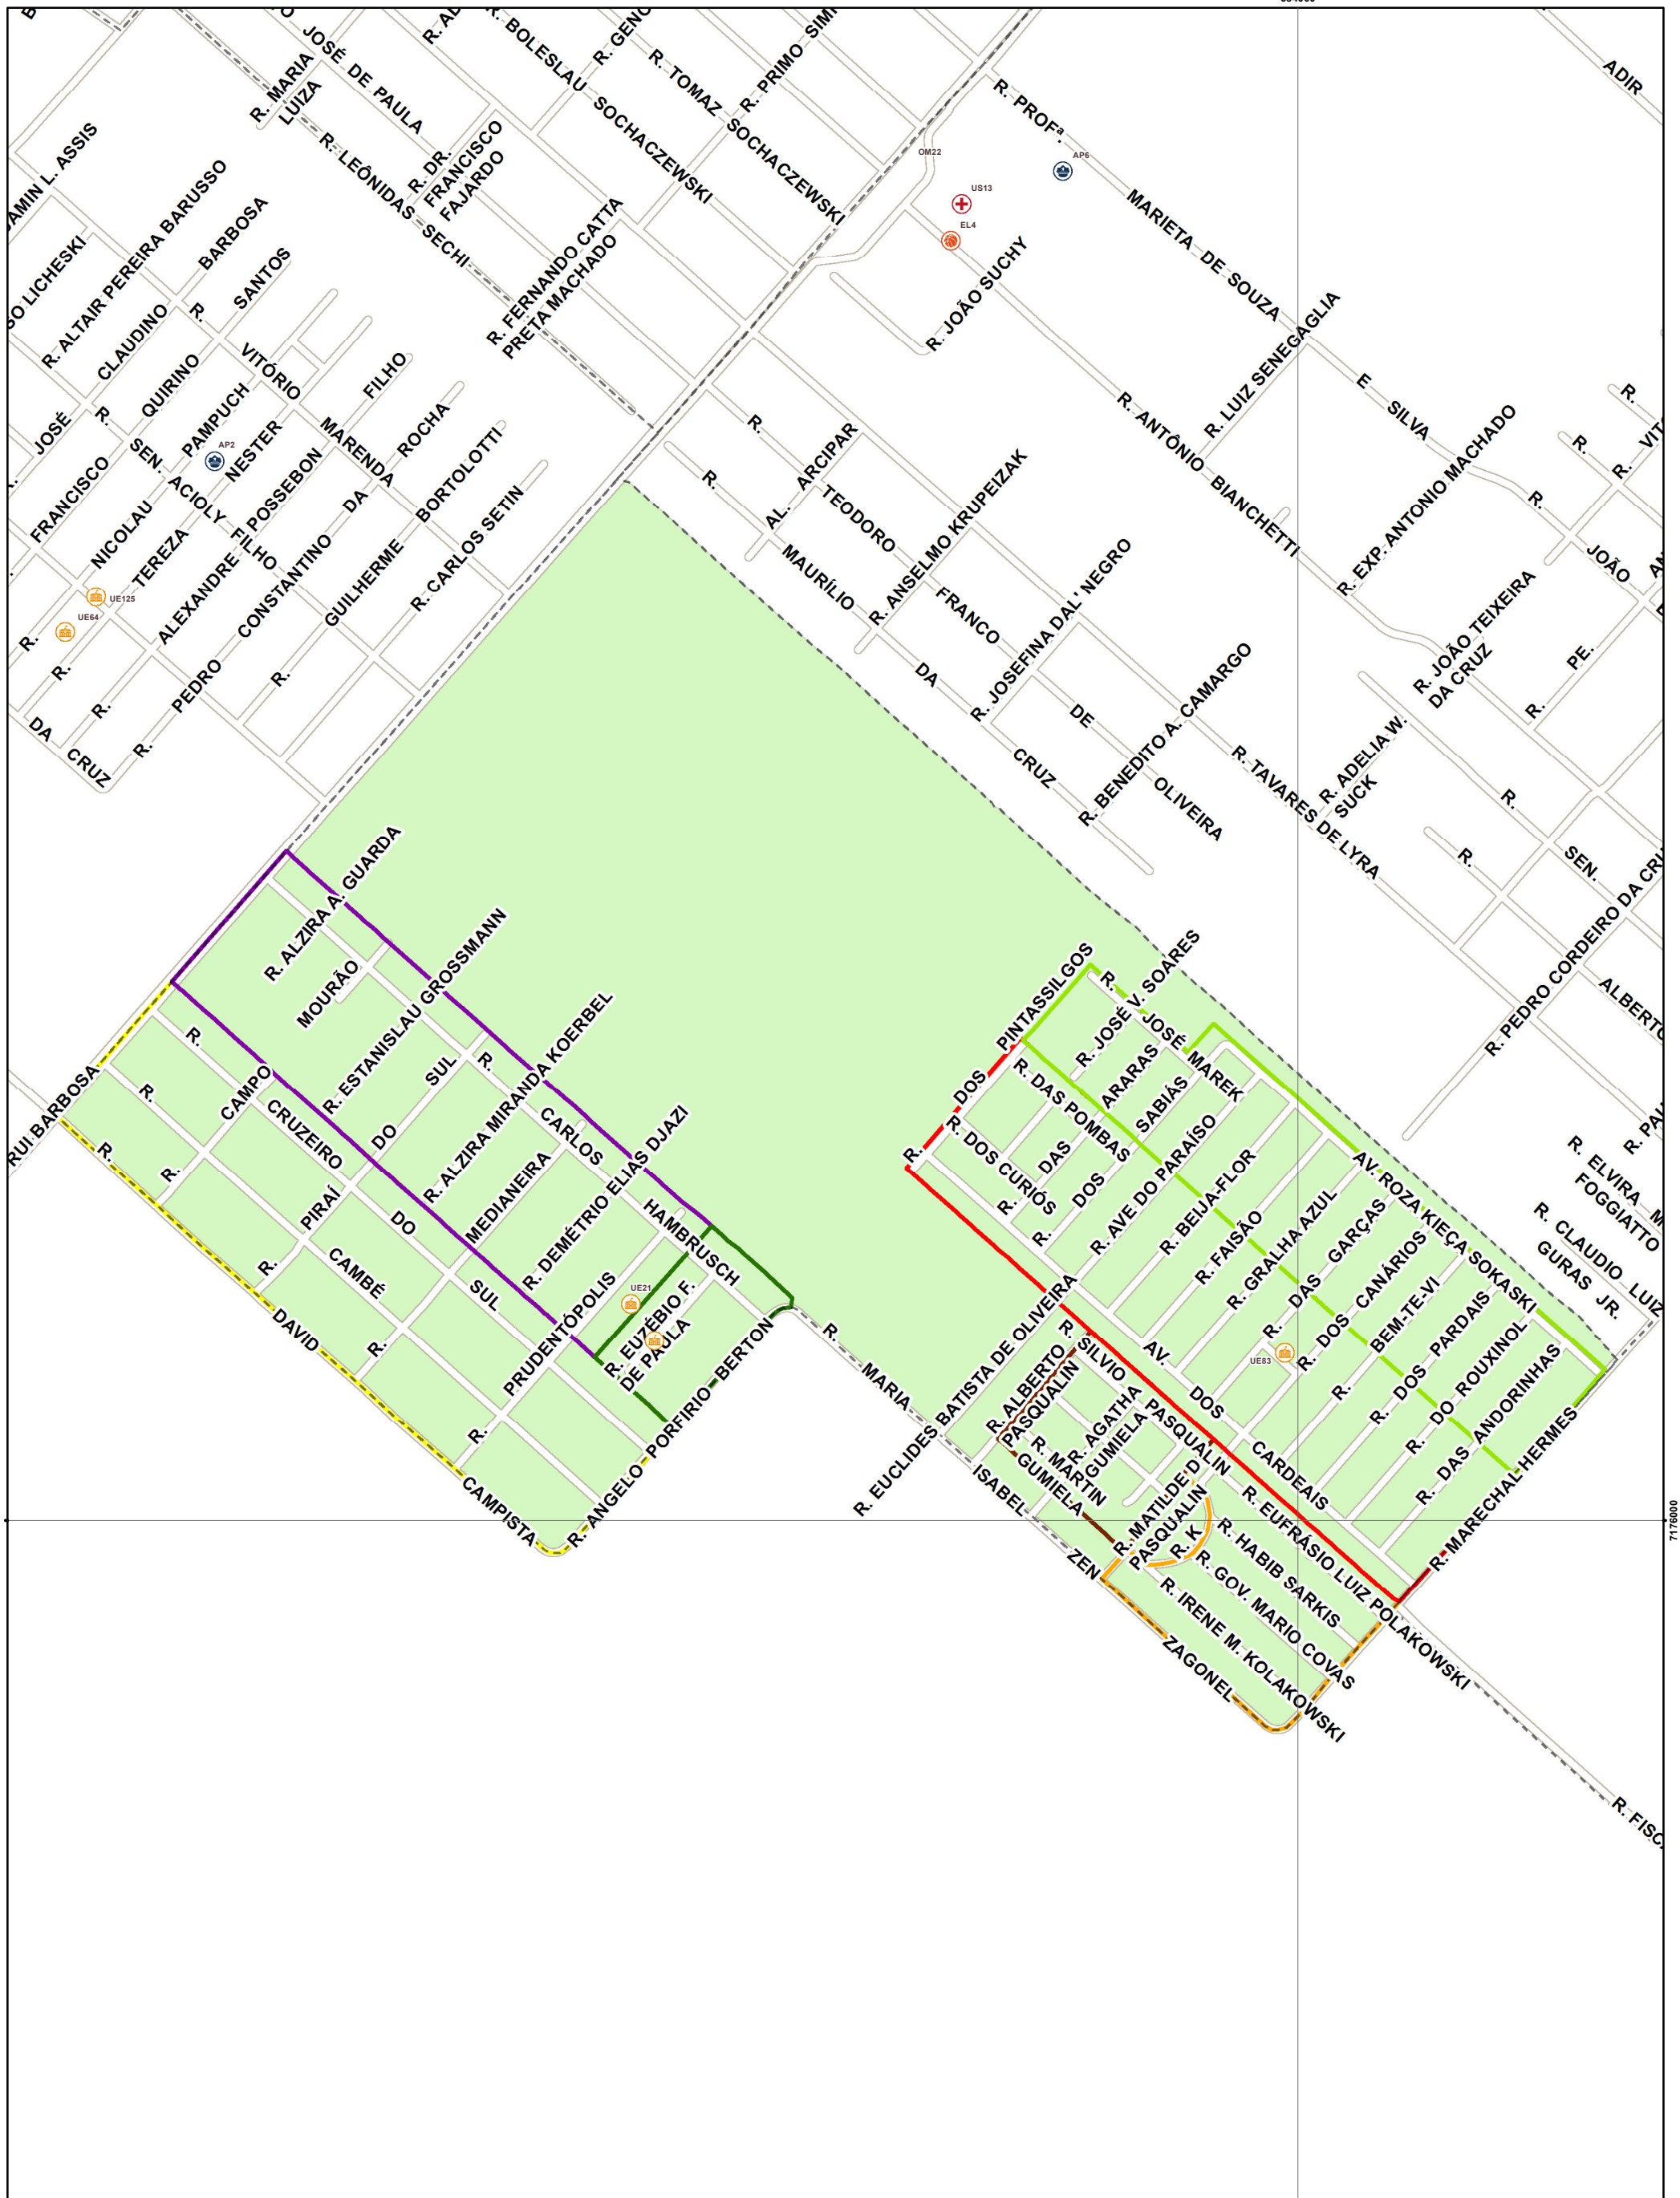 R. MARIA
LUIZA
JOSÉ DE PAULA
R. BOLESLAU SOCHACZEWSKI
R. TOMAZ SOCHACZEWSKI
R. DR.
FRANCISCO
FAJARDO
R. LEÔNIDAS SECHI
R. FERNANDO CATTA
PRETA MACHADO
R. PROFª. MARIETA DE SOUZA E SILVA
ADIR
OM22
AP6
US13
EL4
R. JOÃO SUCHY
R. ANTÔNIO BIANCHETTI
R. LUIZ SENEGAGLIA
R. EXP. ANTONIO MACHADO
R. JOÃO
R.
R.
R. JOÃO TEIXEIRA
DA CRUZ
R. PE.
R. ADELIA W.
SUCK
R. TAVARES DE LYRA
R. SEN.
R. ALBERTO
R. ALTAIR PEREIRA BARUSSO
JOSÉ CLAUDINO BARBOSA
FRANCISCO QUIRINO SANTOS
R. VITÓRIO MARENDA
R. SEN. ACIOLY FILHO
R. NICOLAU PAMPUCH
AP2
R. TEREZA NESTER
R. ALEXANDRE POSSEBON FILHO
R. PEDRO CONSTANTINO DA ROCHA
R. GUILHERME BORTOLOTTI
R. CARLOS SETIN
UE125
UE64
DA CRUZ
AL. ARCIPAR
R. TEODORO FRANCO DE OLIVEIRA
R. MAURÍLIO DA CRUZ
R. ANSELMO KRUPEIZAK
R. JOSEFINA DAL' NEGRO
R. BENEDITO A. CAMARGO
R. ELVIRA
FOGGIATTO
R. CLAUDIO LUIZ
GURAS JR.
RUI BARBOSA
R. ALZIRA A. GUARDA
R. CAMPO MOURÃO
R. ESTANISLAU GROSSMANN
R. CRUZEIRO DO SUL
R. PIRAÍ DO SUL
R. ALZIRA MIRANDA KOERBEL
R. CARLOS HAMBRUSCH
R. CAMBÉ
R. MEDIANEIRA
R. DEMÉTRIO ELIAS DJAZI
R. PRUDENTÓPOLIS
UE21
R. EUZÉBIO F.
DE PAULA
R. DAVID CAMPISTA
R. ANGELO PORFIRIO BERTON
R. MARIA ISABEL ZEN ZAGONEL
R. DOS PINTASSILGOS
R. JOSÉ V. SOARES
R. JOSÉ MAREK
R. DAS POMBAS
R. DOS CURIÓS
R. DAS ARARAS
R. DOS SABIÁS
R. AVE DO PARAÍSO
R. BEIJA-FLOR
R. FAISÃO
R. GRALHA AZUL
R. DAS GARÇAS
R. DOS CANÁRIOS
R. BEM-TE-VI
R. DOS PARDAIS
R. DO ROUXINOL
R. DAS ANDORINHAS
AV. ROZA KIEÇA SOKASKI
AV. DOS CARDEAIS
UE83
R. MARECHAL HERMES
R. EUCLIDES BATISTA DE OLIVEIRA
R. SILVIO PASQUALIN
R. ALBERTO
PASQUALIN
R. AGATHA
GUMIELA
R. MARTIN
GUMIELA
R. MATILDE D
PASQUALIN
R. K
R. EUFRÁSIO LUIZ POLAKOWSKI
R. HABIB SARKIS
R. GOV. MARIO COVAS
R. IRENE M. KOLAKOWSKI
7176000